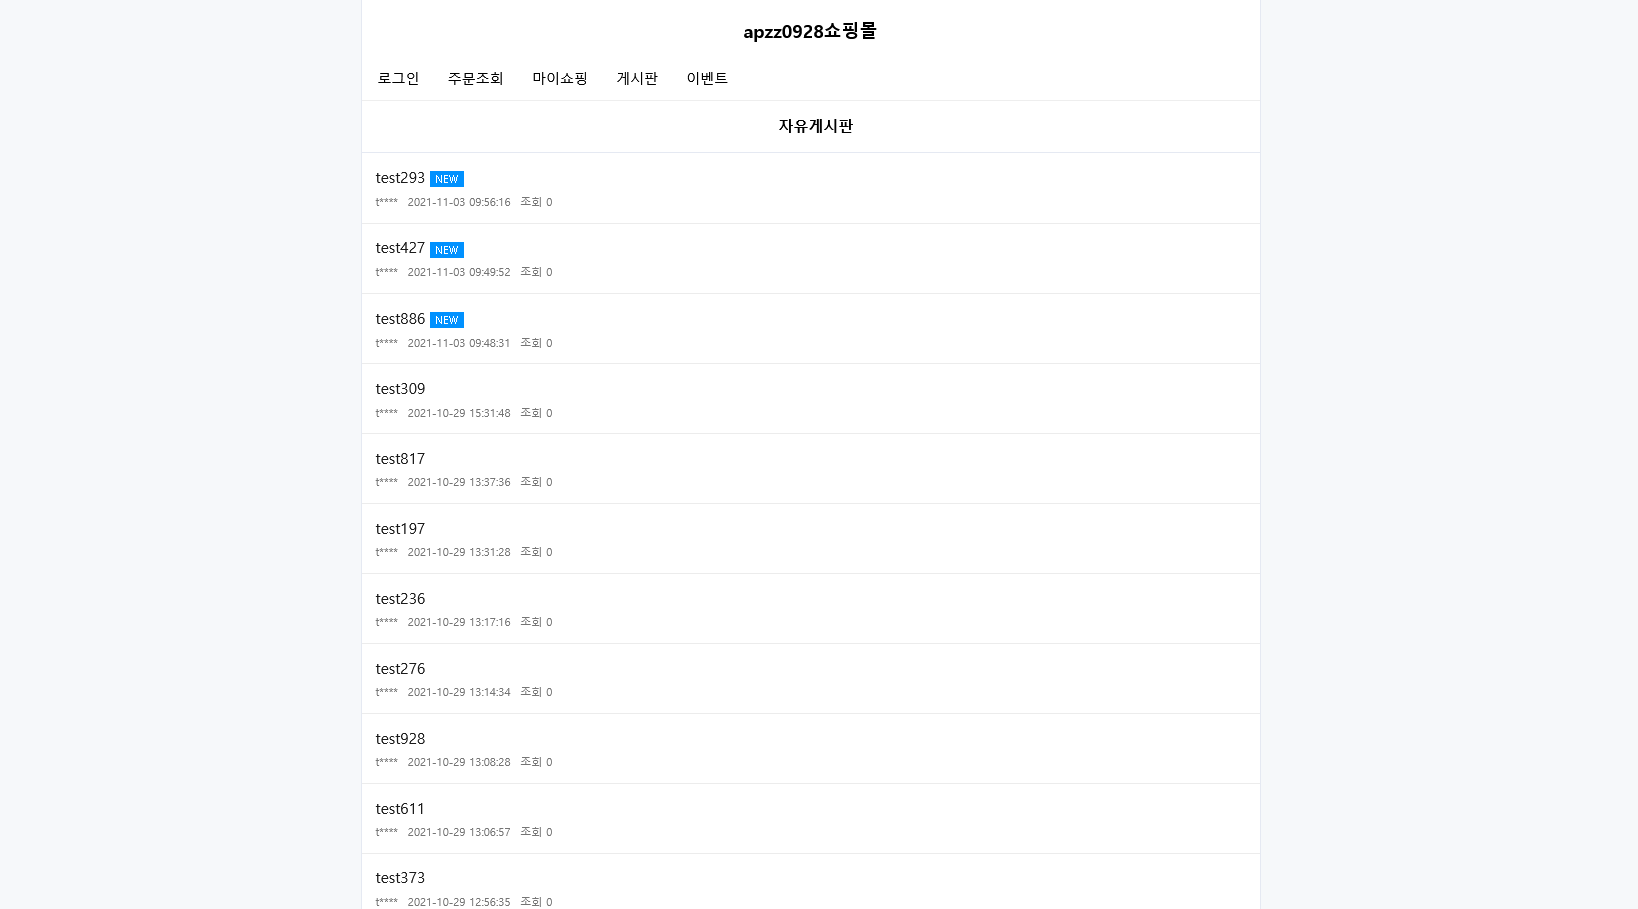 apzz0928쇼핑몰
로그인 주문조회 마이쇼핑 게시판 이벤트
자유게시판
test293 NEW
t**** 2021-11-03 09:56:16 조회 0
test427 NEW
t**** 2021-11-03 09:49:52 조회 0
test886 NEW
t**** 2021-11-03 09:48:31 조회 0
test309
t**** 2021-10-29 15:31:48 조회 0
test817
t**** 2021-10-29 13:37:36 조회 0
test197
t**** 2021-10-29 13:31:28 조회 0
test236
t**** 2021-10-29 13:17:16 조회 0
test276
t**** 2021-10-29 13:14:34 조회 0
test928
t**** 2021-10-29 13:08:28 조회 0
test611
t**** 2021-10-29 13:06:57 조회 0
test373
t**** 2021-10-29 12:56:35 조회 0